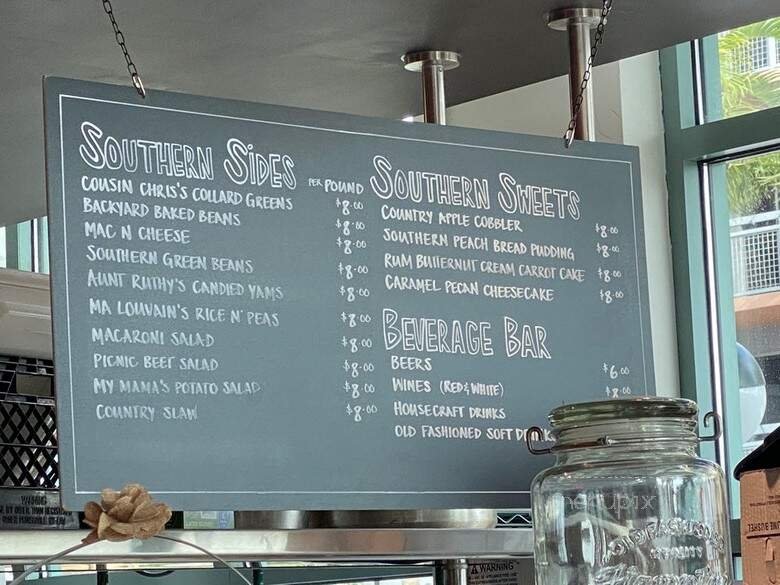 SOUTHERN SIDES
PER POUND
COUSIN CHRIS'S COLLARD GREENS $8.00
BACKYARD BAKED BEANS $8.00
MAC N CHEESE $8.00
SOUTHERN GREEN BEANS $8.00
AUNT RUTHY'S CANDIED YAMS $8.00
MA LOUVAIN'S RICE N' PEAS $8.00
MACARONI SALAD $8.00
PICNIC BEET SALAD $8.00
MY MAMA'S POTATO SALAD $8.00
COUNTRY SLAW $8.00
SOUTHERN SWEETS
COUNTRY APPLE COBBLER $8.00
SOUTHERN PEACH BREAD PUDDING $8.00
RUM BUTTERNUT CREAM CARROT CAKE $8.00
CARAMEL PECAN CHEESECAKE $8.00
BEVERAGE BAR
BEERS $6.00
WINES (RED & WHITE) $8.00
HOUSECRAFT DRINKS
OLD FASHIONED SOFT
menupix
WARNING
WARNING